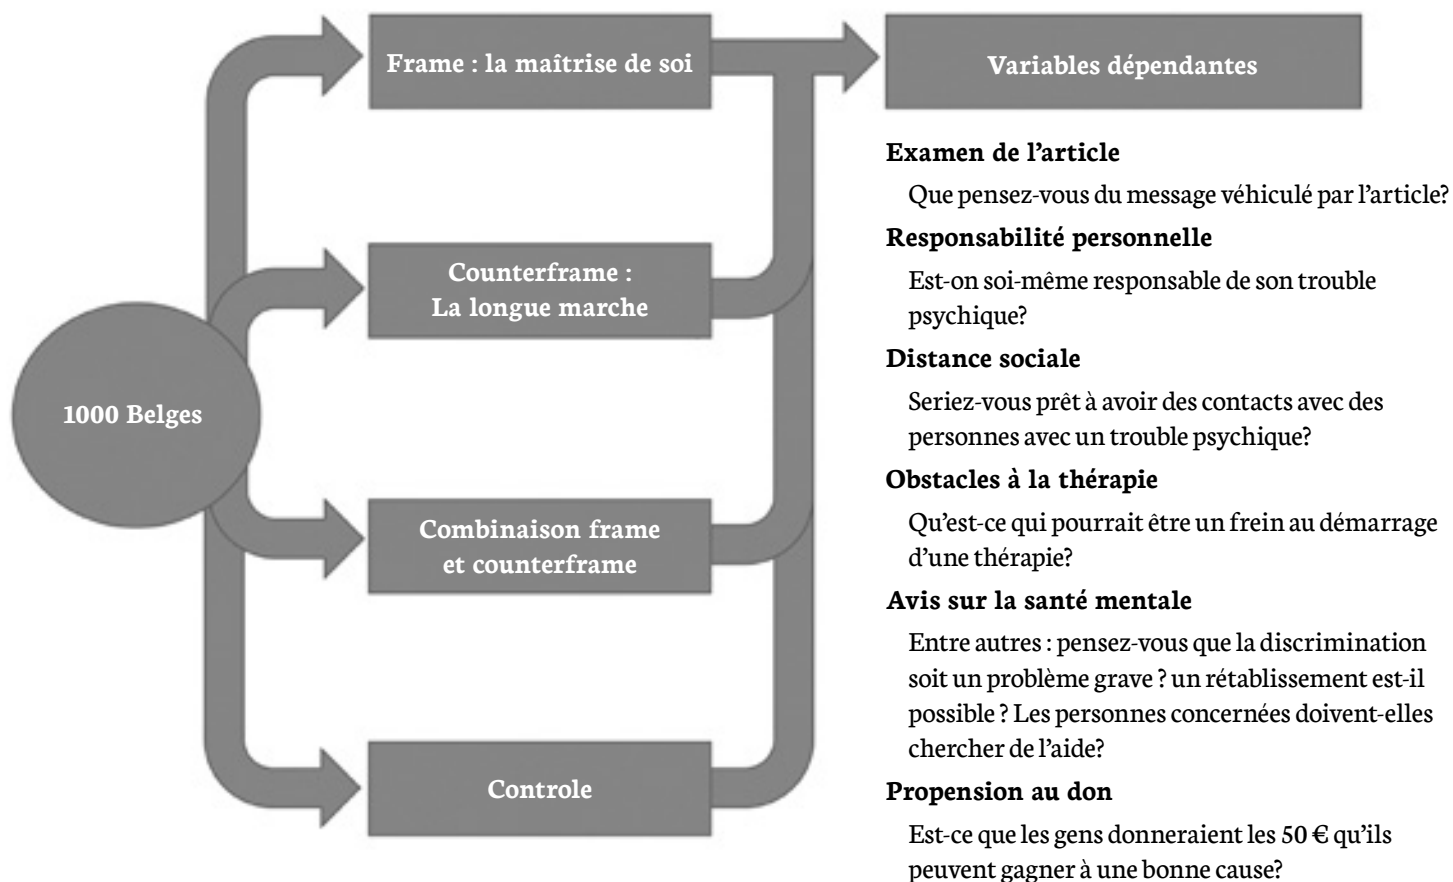 1000 Belges
Frame : la maîtrise de soi
Counterframe :
La longue marche
Combinaison frame
et counterframe
Controle
Variables dépendantes
Examen de l’article
Que pensez-vous du message véhiculé par l’article?
Responsabilité personnelle
Est-on soi-même responsable de son trouble
psychique?
Distance sociale
Seriez-vous prêt à avoir des contacts avec des
personnes avec un trouble psychique?
Obstacles à la thérapie
Qu’est-ce qui pourrait être un frein au démarrage
d’une thérapie?
Avis sur la santé mentale
Entre autres : pensez-vous que la discrimination
soit un problème grave ? un rétablissement est-il
possible ? Les personnes concernées doivent-elles
chercher de l’aide?
Propension au don
Est-ce que les gens donneraient les 50 € qu’ils
peuvent gagner à une bonne cause?